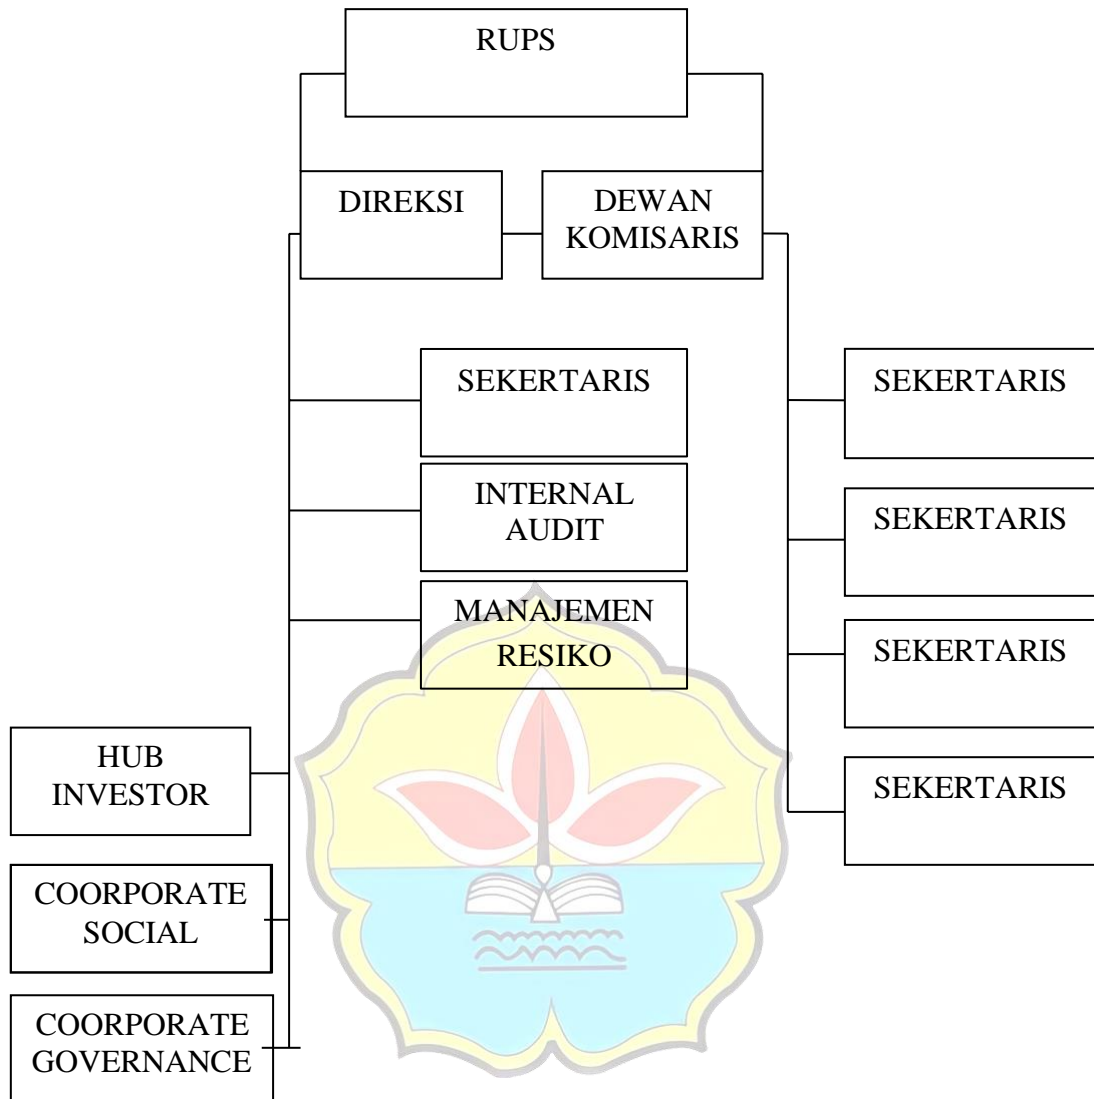 RUPS
DIREKSI
DEWAN
KOMISARIS
SEKERTARIS
SEKERTARIS
INTERNAL
AUDIT
SEKERTARIS
MANAJEMEN
RESIKO
SEKERTARIS
HUB
INVESTOR
SEKERTARIS
COORPORATE
SOCIAL
COORPORATE
GOVERNANCE